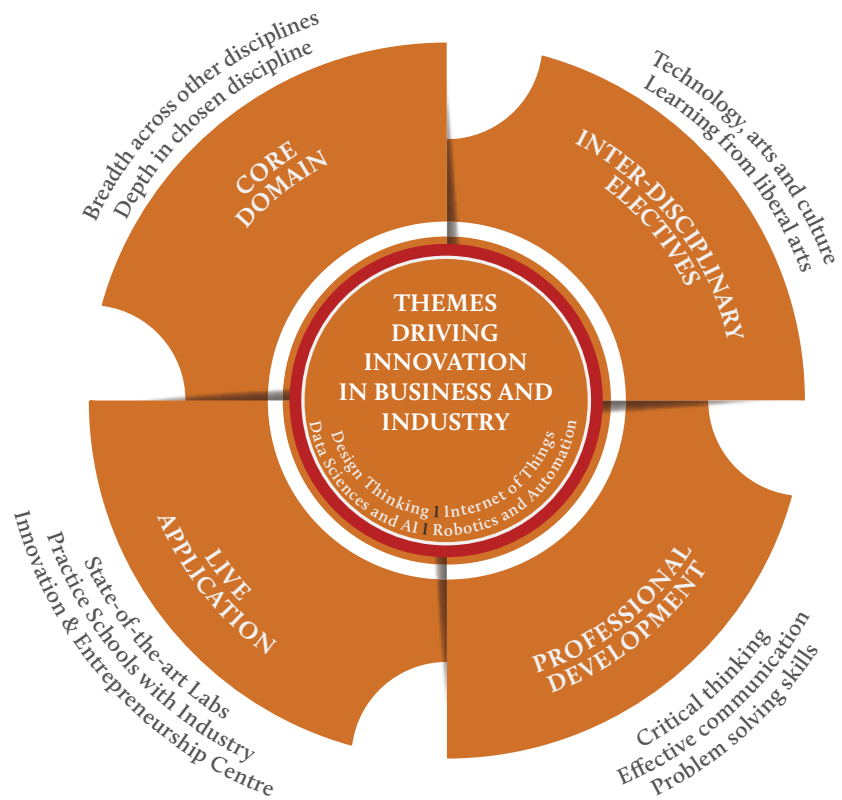 Breadth across other disciplines
Depth in chosen discipline
CORE
DOMAIN
Technology, arts and culture
Learning from liberal arts
INTER-DISCIPLINARY
ELECTIVES
THEMES
DRIVING
INNOVATION
IN BUSINESS AND
INDUSTRY
Design Thinking I Internet of Things
Data Sciences and AI I Robotics and Automation
LIVE
APPLICATION
State-of-the-art Labs
Practice Schools with Industry
Innovation & Entrepreneurship Centre
PROFESSIONAL
DEVELOPMENT
Critical thinking
Effective communication
Problem solving skills